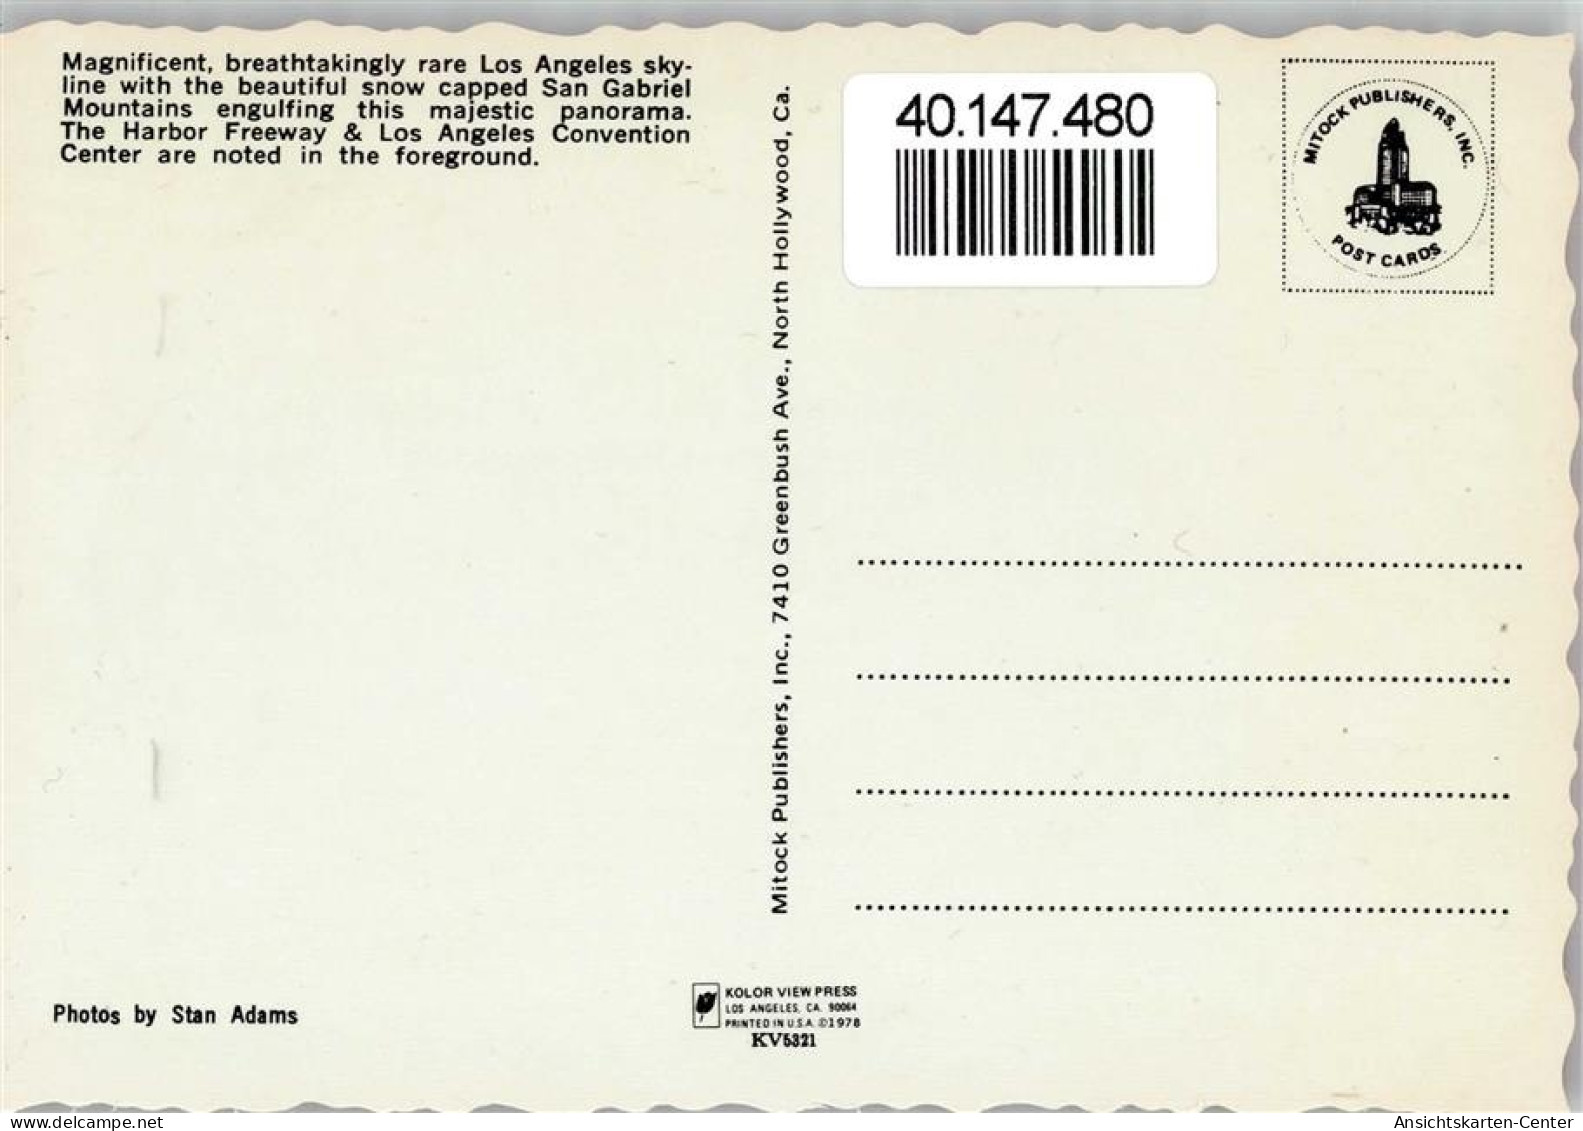 Magnificent, breathtakingly rare Los Angeles sky-
line with the beautiful snow capped San Gabriel
Mountains engulfing this majestic panorama.
The Harbor Freeway & Los Angeles Convention
Center are noted in the foreground.
Photos by Stan Adams
Mitock Publishers, Inc., 7410 Greenbush Ave., North Hollywood, Ca.
KOLOR VIEW PRESS
LOS ANGELES, CA. 90064
PRINTED IN U.S.A. ©1978
KV5321
40.147.480
MITOCK PUBLISHERS, INC.
POST CARDS
Ansichtskarten-Center